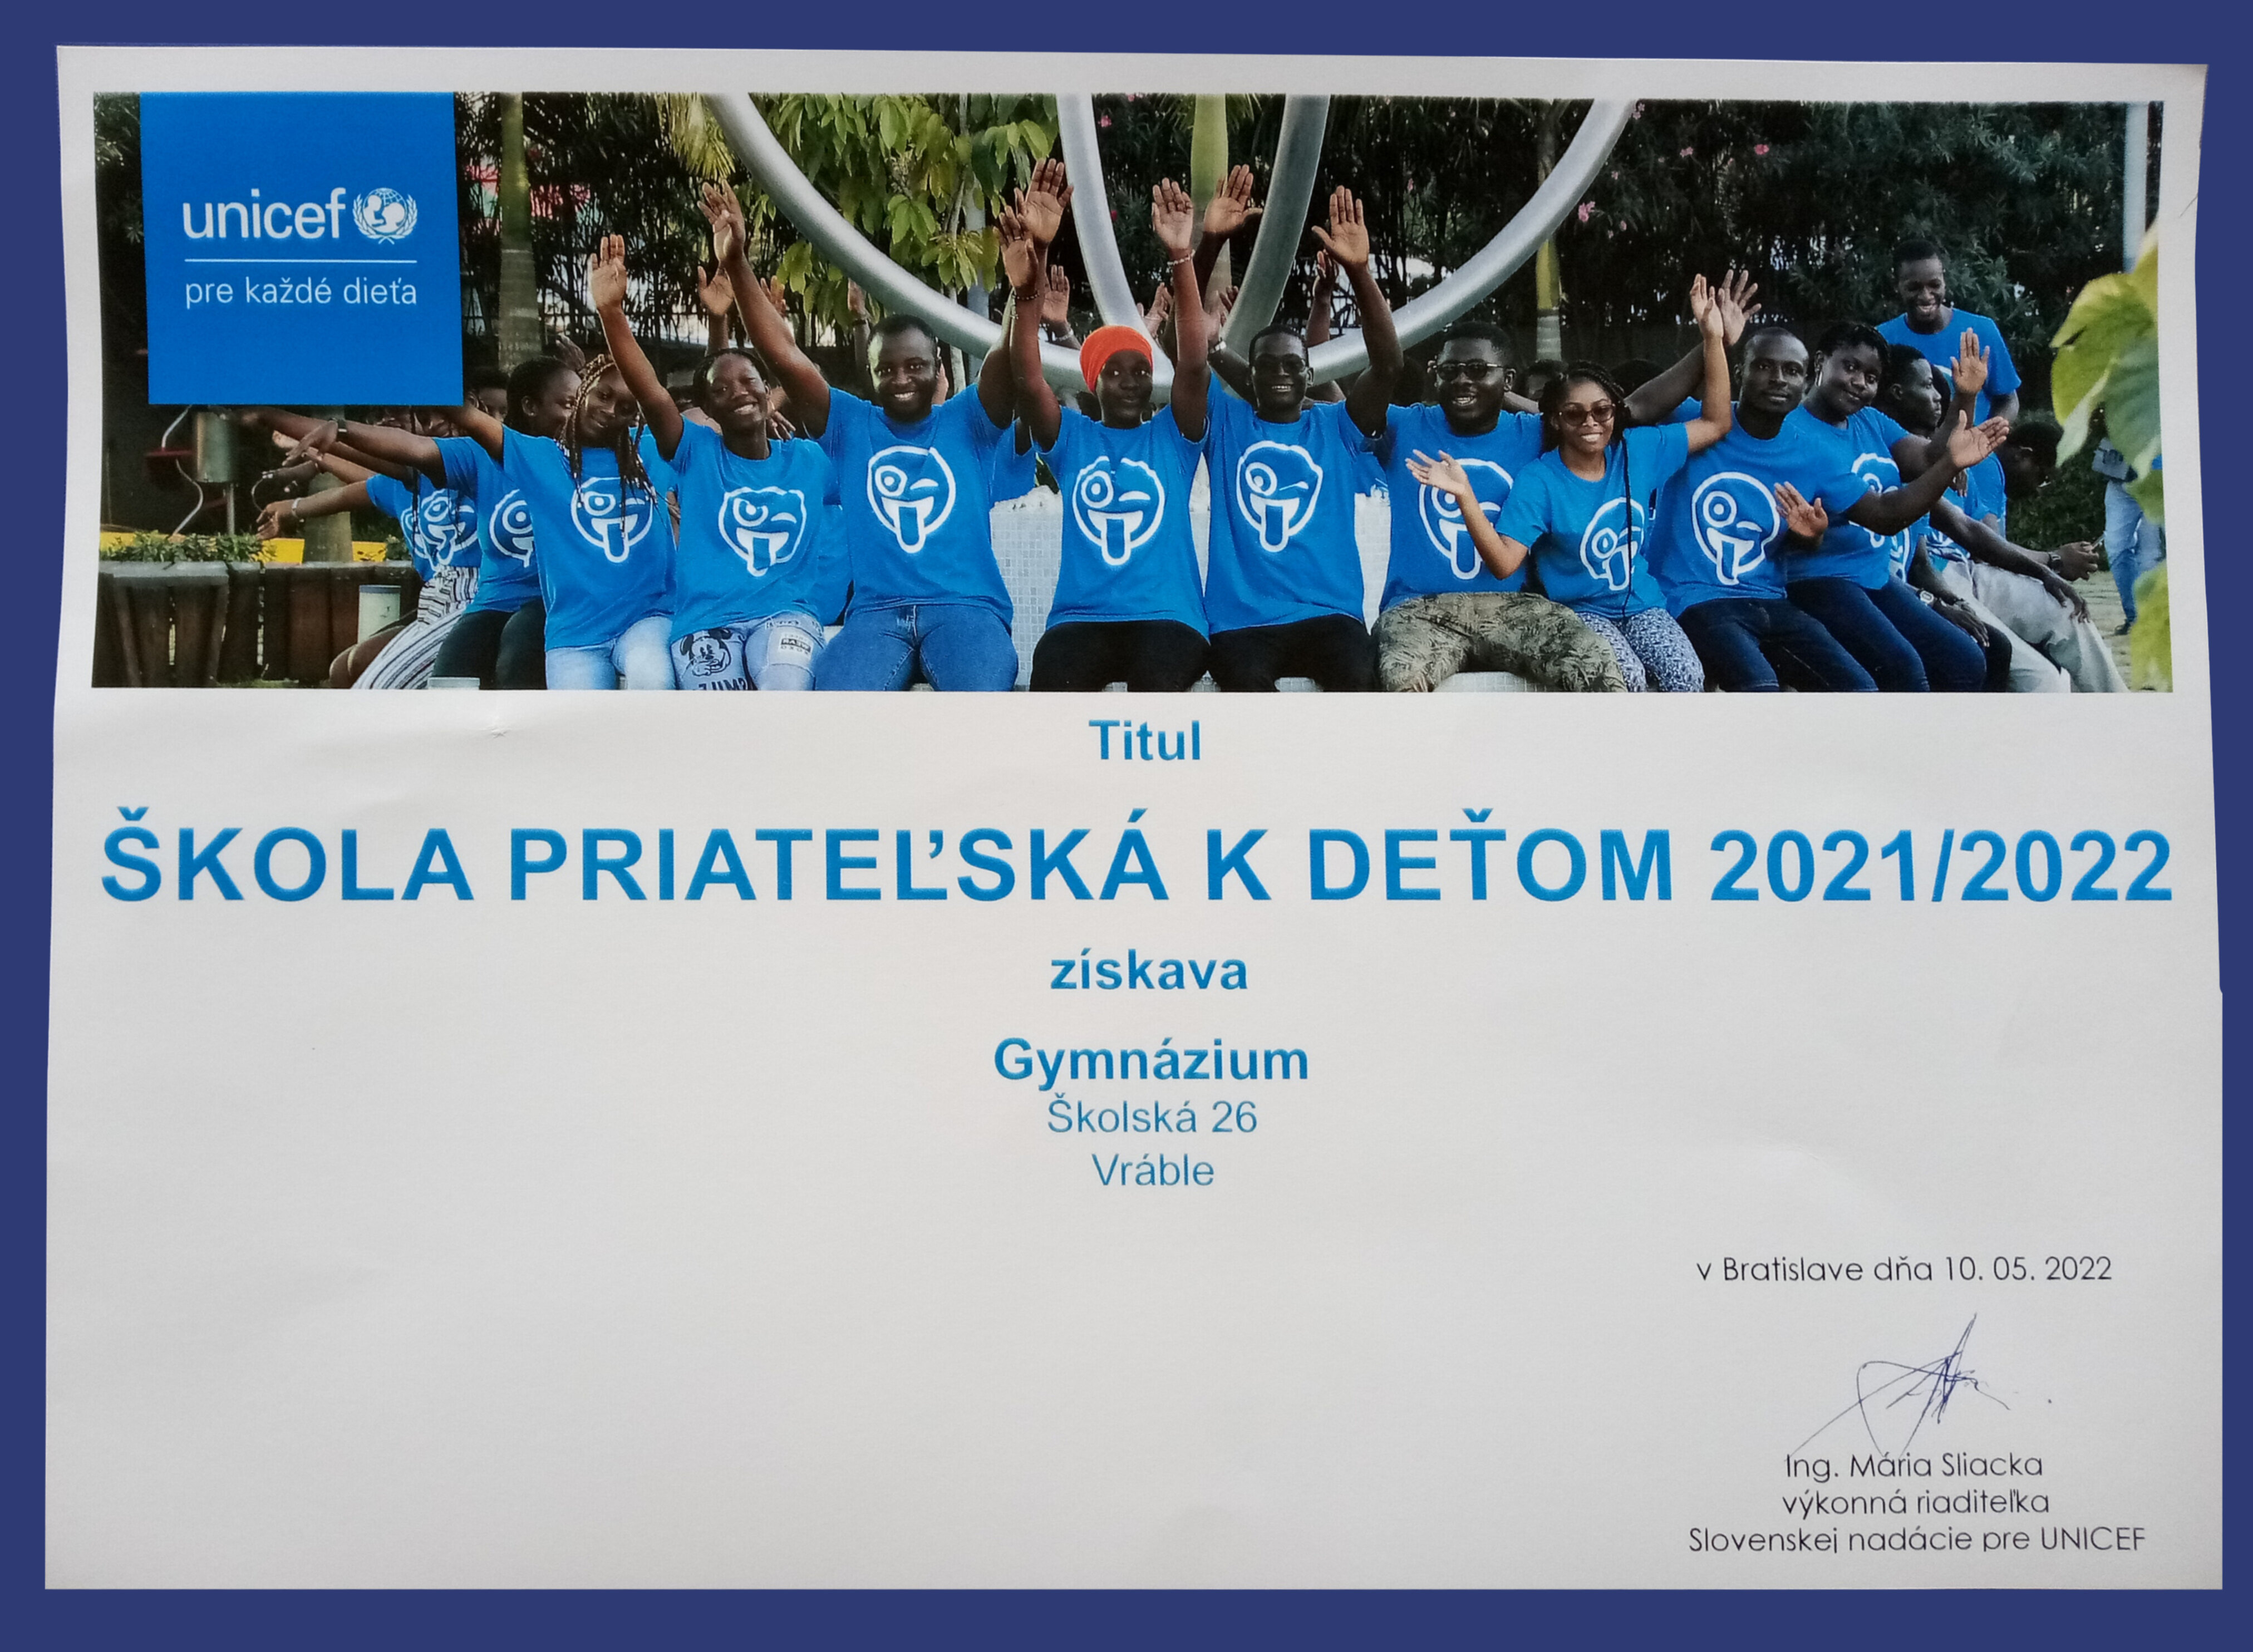 unicef
pre každé dieťa
Titul
ŠKOLA PRIATEĽSKÁ K DEŤOM 2021/2022
získava
Gymnázium
Školská 26
Vráble
v Bratislave dňa 10. 05. 2022
Ing. Mária Sliacka
výkonná riaditeľka
Slovenskej nadácie pre UNICEF